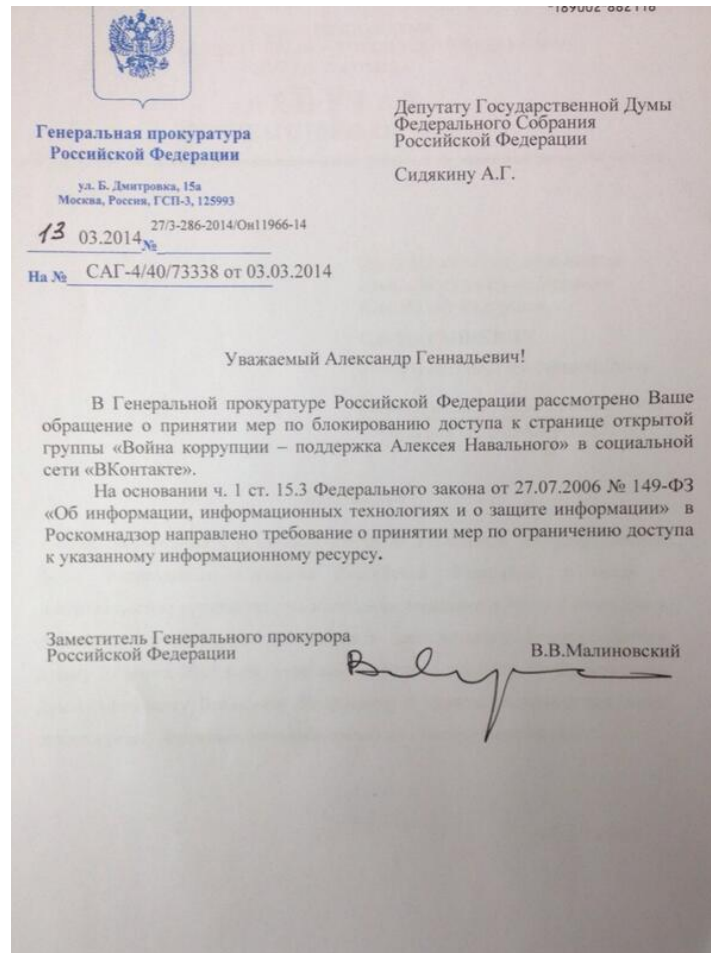 Генеральная прокуратура
Российской Федерации
ул. Б. Дмитровка, 15а
Москва, Россия, ГСП-3, 125993
13 03.2014 № 27/3-286-2014/Он11966-14
На № САГ-4/40/73338 от 03.03.2014
Депутату Государственной Думы
Федерального Собрания
Российской Федерации
Сидякину А.Г.
Уважаемый Александр Геннадьевич!
В Генеральной прокуратуре Российской Федерации рассмотрено Ваше
обращение о принятии мер по блокированию доступа к странице открытой
группы «Война коррупции – поддержка Алексея Навального» в социальной
сети «ВКонтакте».
На основании ч. 1 ст. 15.3 Федерального закона от 27.07.2006 № 149-ФЗ
«Об информации, информационных технологиях и о защите информации» в
Роскомнадзор направлено требование о принятии мер по ограничению доступа
к указанному информационному ресурсу.
Заместитель Генерального прокурора
Российской Федерации
В.В.Малиновский